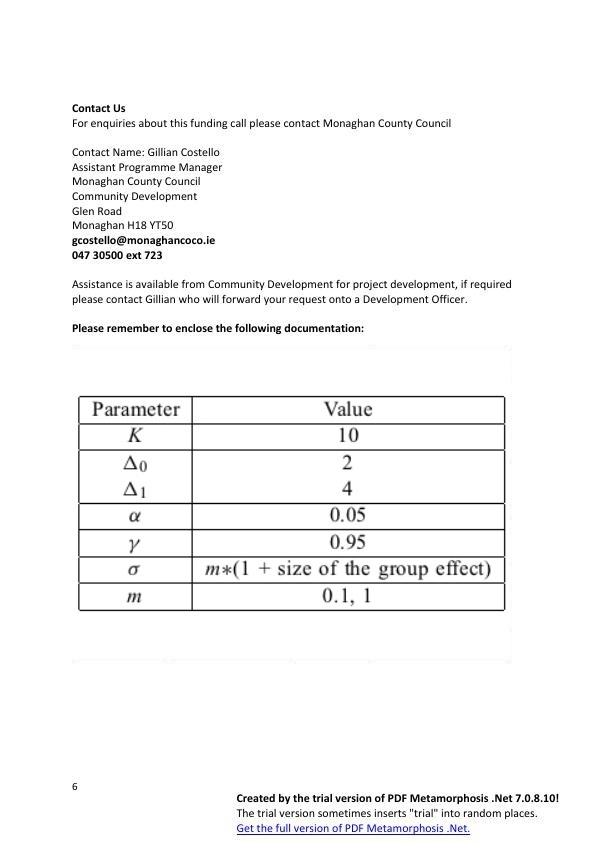 Contact Us
For enquiries about this funding call please contact Monaghan County Council
Contact Name: Gillian Costello
Assistant Programme Manager
Monaghan County Council
Community Development
Glen Road
Monaghan H18 YT50
gcostello@monaghancoco.ie
047 30500 ext 723
Assistance is available from Community Development for project development, if required
please contact Gillian who will forward your request onto a Development Officer.
Please remember to enclose the following documentation:
Parameter Value
K 10
Δ0 2
Δ1 4
α 0.05
γ 0.95
σ m*(1 + size of the group effect)
m 0.1, 1
6
Created by the trial version of PDF Metamorphosis .Net 7.0.8.10!
The trial version sometimes inserts "trial" into random places.
Get the full version of PDF Metamorphosis .Net.